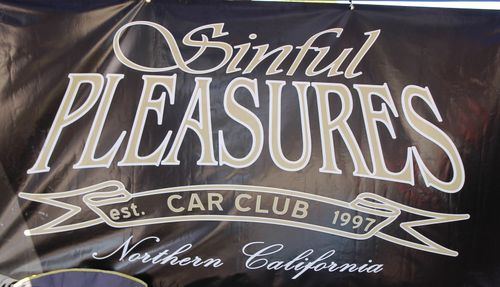 Sinful
PLEASURES
est. CAR CLUB 1997
Northern California